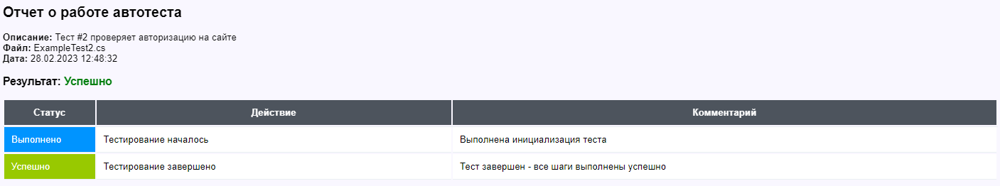 Отчет о работе автотеста
Описание: Тест #2 проверяет авторизацию на сайте
Файл: ExampleTest2.cs
Дата: 28.02.2023 12:48:32
Результат: Успешно
Статус Действие Комментарий
Выполнено Тестирование началось Выполнена инициализация теста
Успешно Тестирование завершено Тест завершен - все шаги выполнены успешно